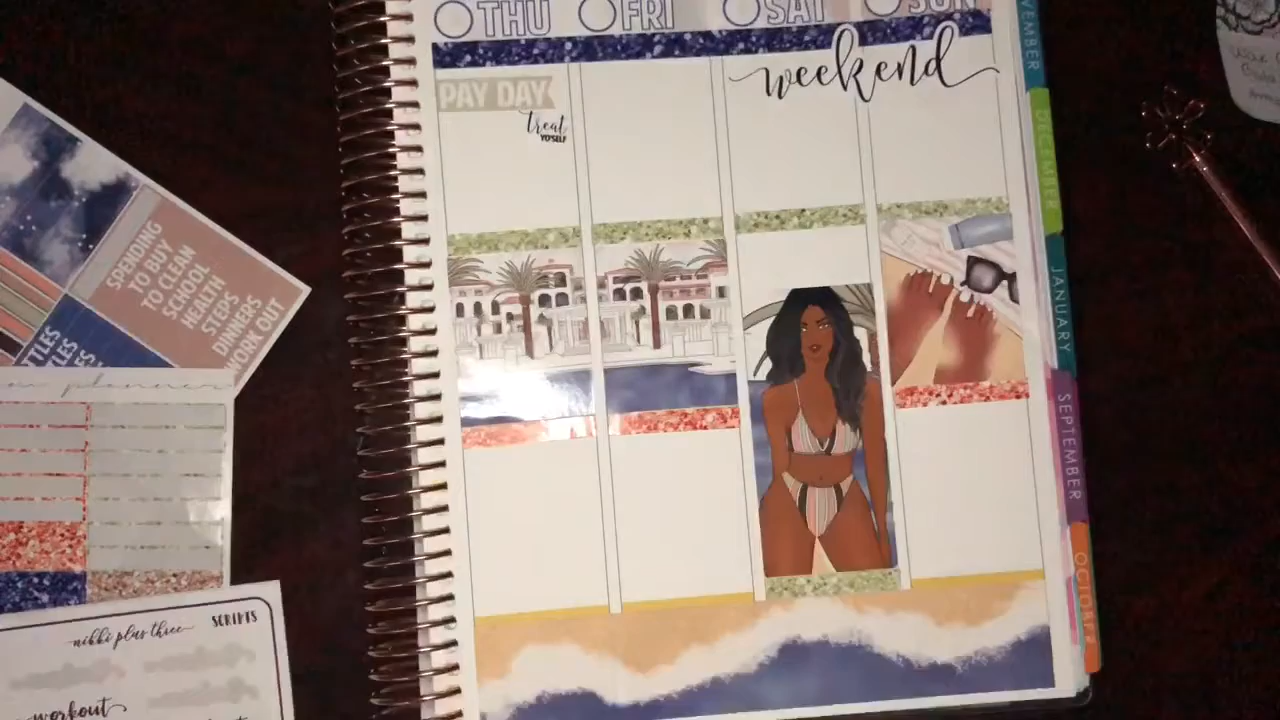 THU FRI SAT SUN
weekend
PAY DAY
treat
YO'SELF
SPENDING
TO BUY
TO CLEAN
SCHOOL
HEALTH
STEPS
DINNERS
WORK OUT
nikki plus three
SCRIPTS
workout
DECEMBER
JANUARY
SEPTEMBER
OCTOBER